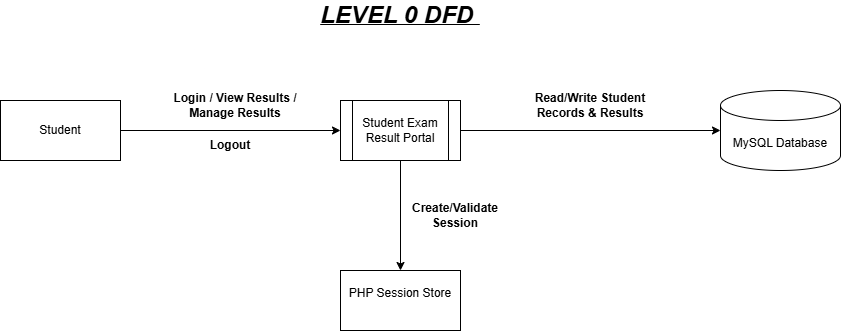 LEVEL 0 DFD
Login / View Results /
Manage Results
Read/Write Student
Records & Results
Student
Student Exam
Result Portal
MySQL Database
Logout
Create/Validate
Session
PHP Session Store